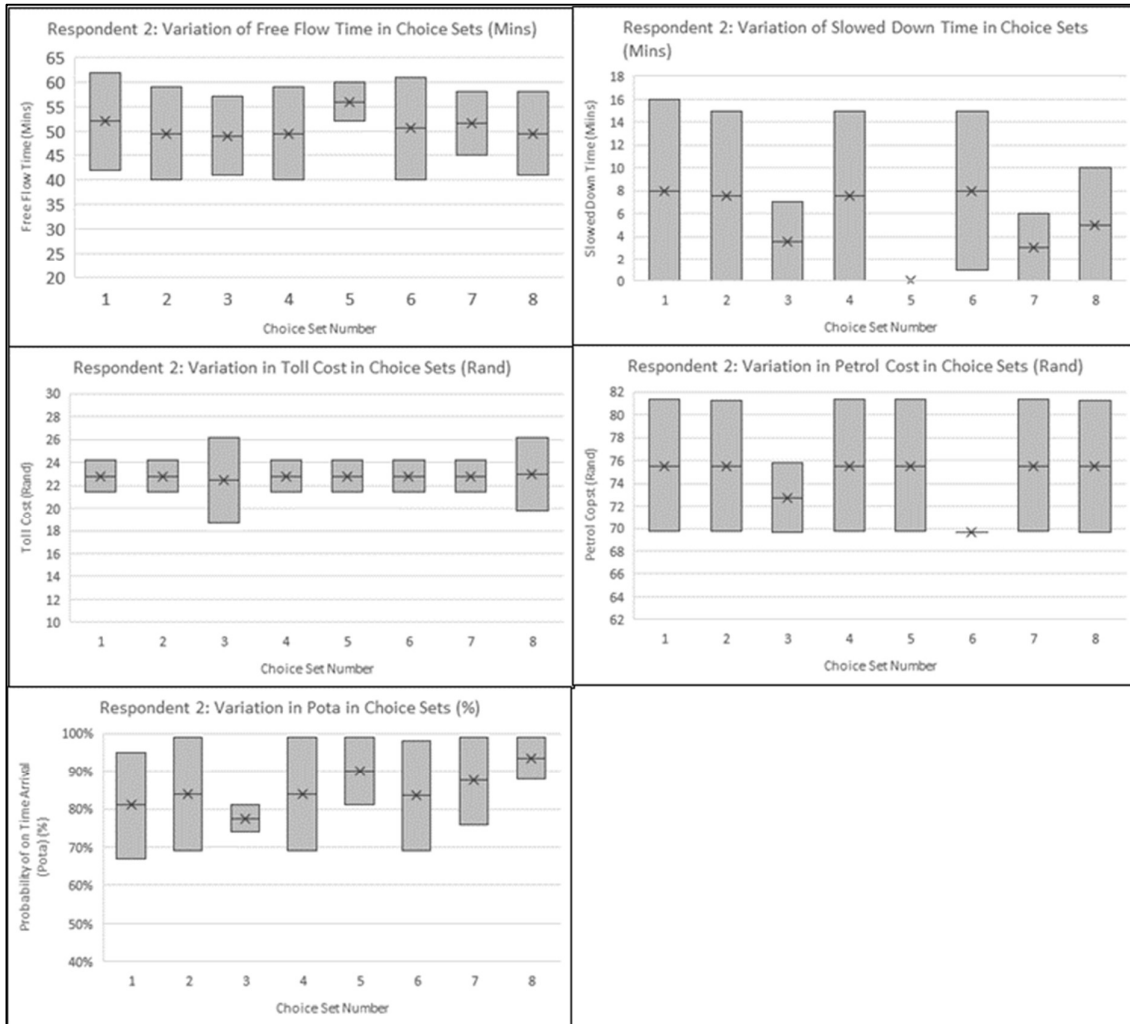 Respondent 2: Variation of Free Flow Time in Choice Sets (Mins)
Free Flow Time (Mins)
65
60
55
50
45
40
35
30
25
20
1 2 3 4 5 6 7 8
Choice Set Number
Respondent 2: Variation of Slowed Down Time in Choice Sets
(Mins)
Slowed Down Time (Miins)
18
16
14
12
10
8
6
4
2
0
1 2 3 4 5 6 7 8
Choice Set Number
Respondent 2: Variation in Toll Cost in Choice Sets (Rand)
Toll Cost (Rand)
30
28
26
24
22
20
18
16
14
12
10
1 2 3 4 5 6 7 8
Choice Set Number
Respondent 2: Variation in Petrol Cost in Choice Sets (Rand)
Petrol Copst (Rand)
82
80
78
76
74
72
70
68
66
64
62
1 2 3 4 5 6 7 8
Choice Set Number
Respondent 2: Variation in Pota in Choice Sets (%)
Probability of on Time Arrival
(Pota) (%)
100%
90%
80%
70%
60%
50%
40%
1 2 3 4 5 6 7 8
Choice Set Number